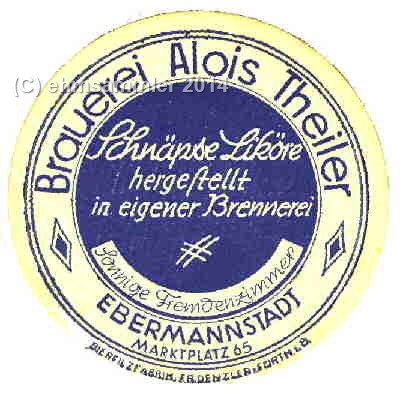 Brauerei Alois Theiler
(C) ehmsammler 2014
Schnäpse Liköre
hergestellt
in eigener Brennerei
Sonnige Fremdenzimmer
EBERMANNSTADT
MARKTPLATZ 65
BIERFILZFABRIK FR. DENZLER, FÜRTH i. B.